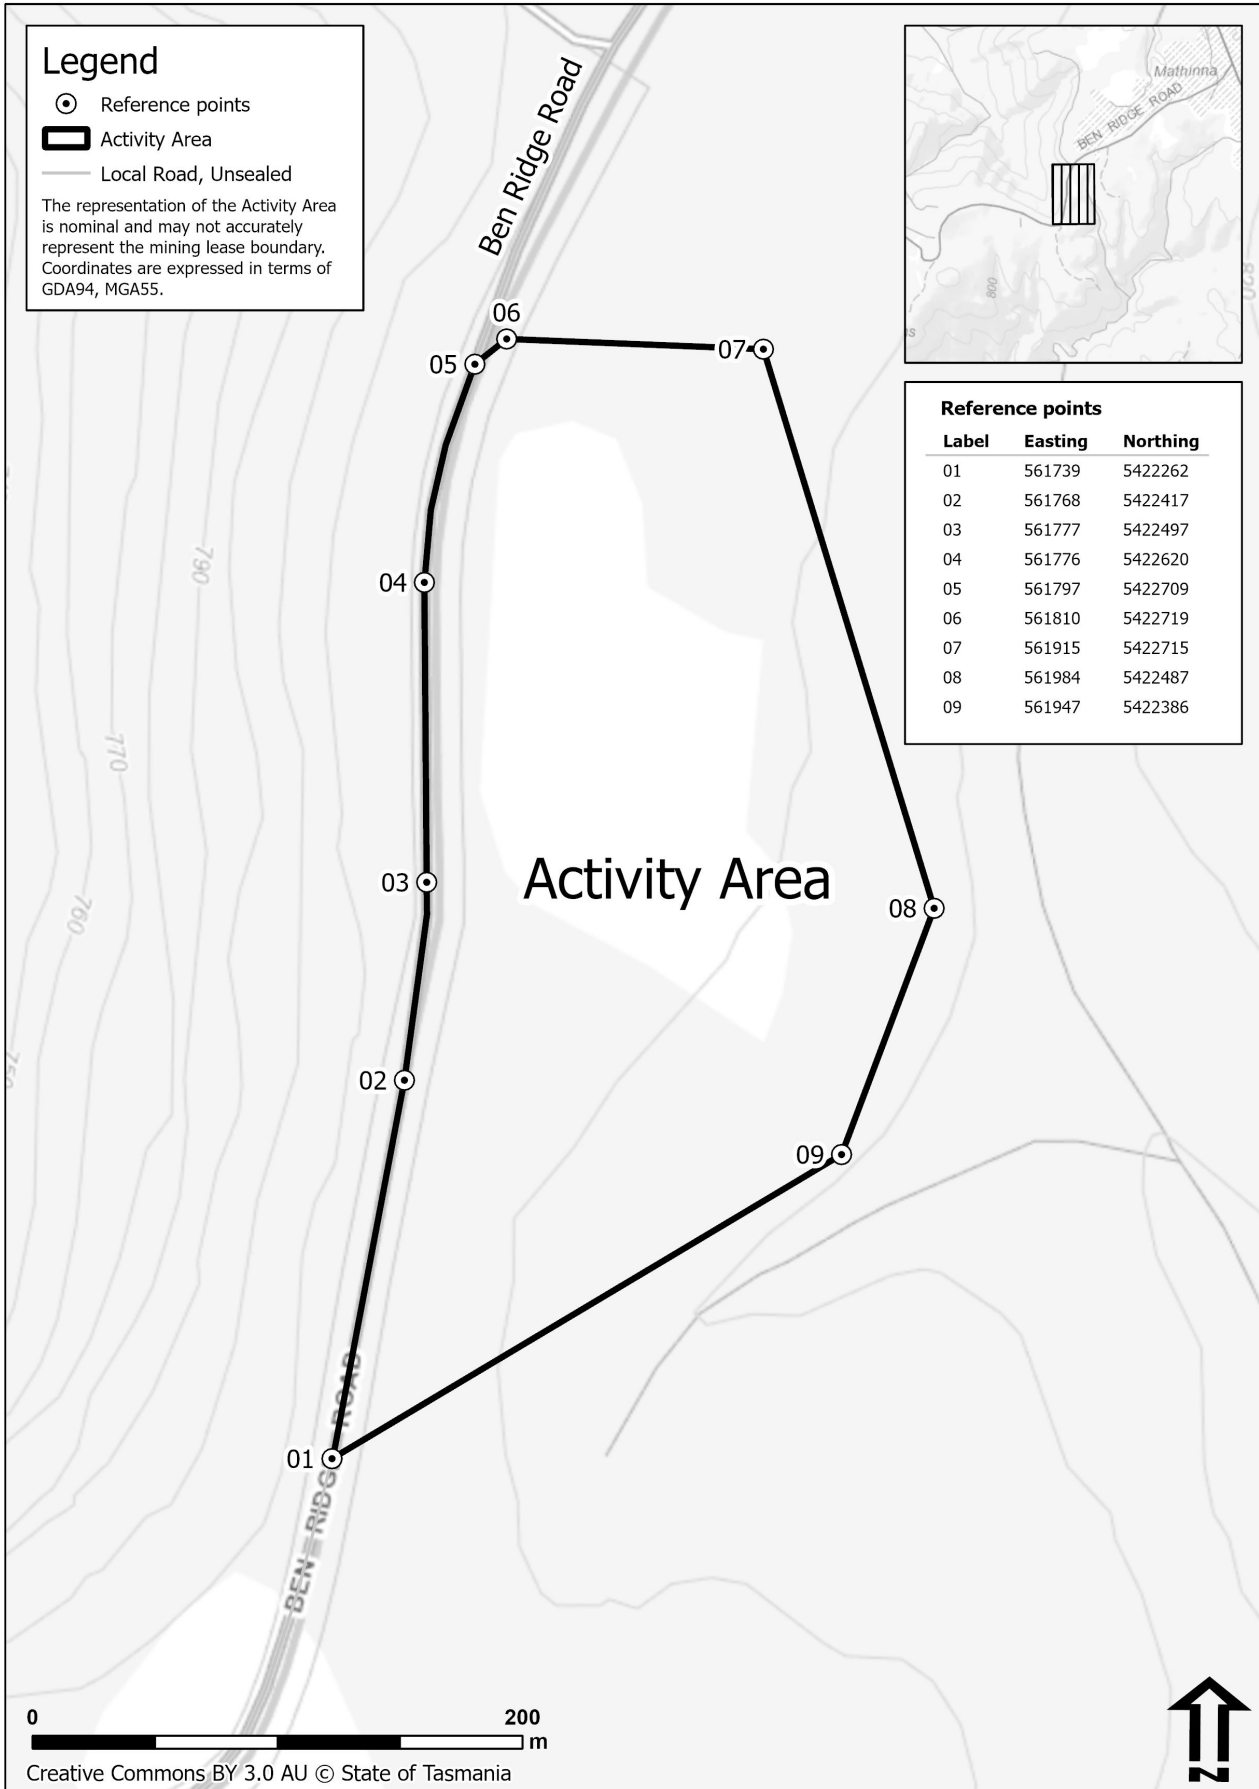 Legend
Reference points
Activity Area
Local Road, Unsealed
The representation of the Activity Area
is nominal and may not accurately
represent the mining lease boundary.
Coordinates are expressed in terms of
GDA94, MGA55.
Ben Ridge Road
Mathinna
BEN RIDGE ROAD
800
820
06
05
07
Reference points
Label Easting Northing
01 561739 5422262
02 561768 5422417
03 561777 5422497
04 561776 5422620
05 561797 5422709
06 561810 5422719
07 561915 5422715
08 561984 5422487
09 561947 5422386
790
04
770
03
Activity Area
08
760
750
02
09
01
BEN RIDGE ROAD
0 200
m
Creative Commons BY 3.0 AU © State of Tasmania
N